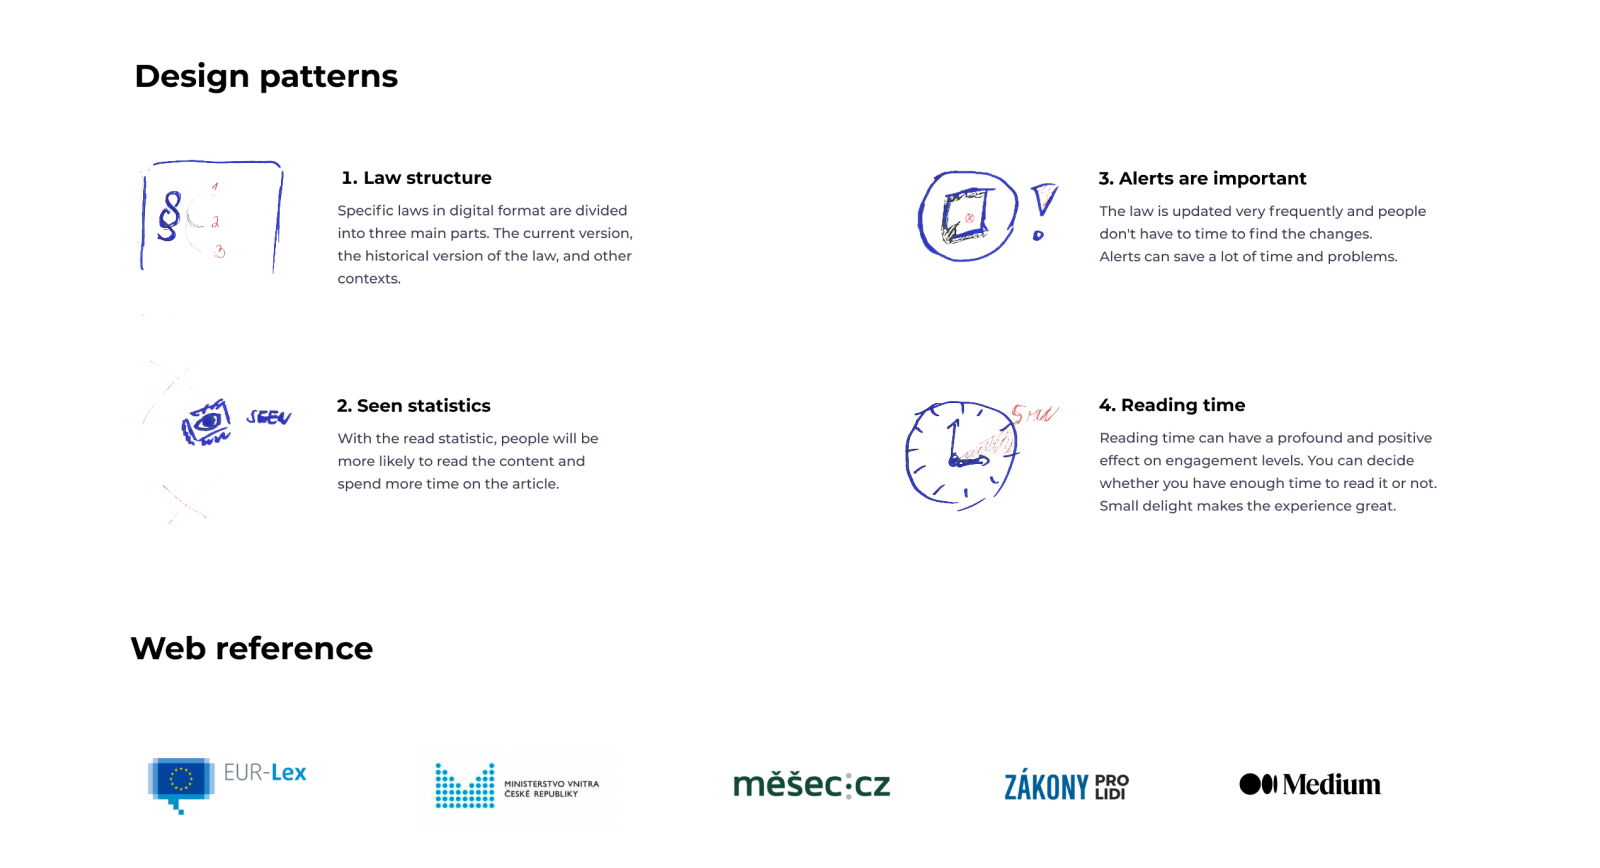 Design patterns
§
1
2
3
1. Law structure
Specific laws in digital format are divided
into three main parts. The current version,
the historical version of the law, and other
contexts.
SEEN
2. Seen statistics
With the read statistic, people will be
more likely to read the content and
spend more time on the article.
!
3. Alerts are important
The law is updated very frequently and people
don't have to time to find the changes.
Alerts can save a lot of time and problems.
5 MIN
4. Reading time
Reading time can have a profound and positive
effect on engagement levels. You can decide
whether you have enough time to read it or not.
Small delight makes the experience great.
Web reference
EUR-Lex
MINISTERSTVO VNITRA
ČESKÉ REPUBLIKY
měšec:cz
ZÁKONY PRO
LIDI
Medium